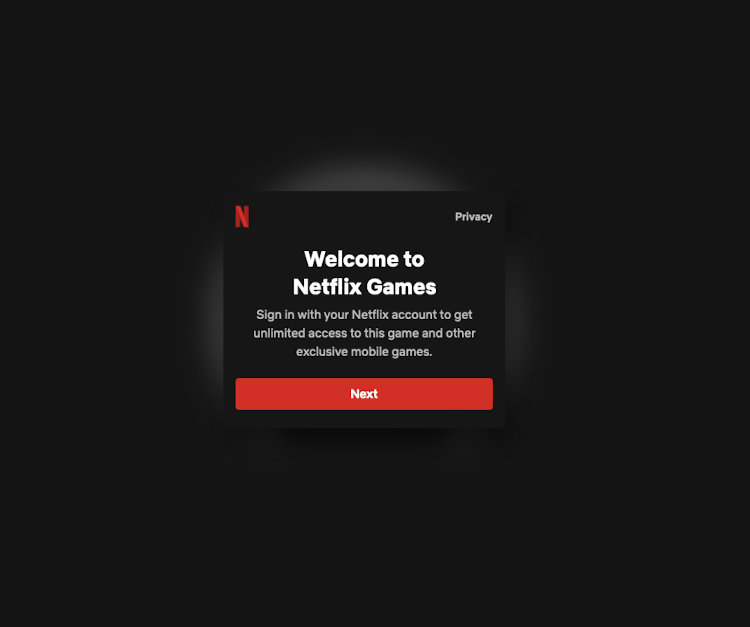 N
Privacy
Welcome to
Netflix Games
Sign in with your Netflix account to get
unlimited access to this game and other
exclusive mobile games.
Next